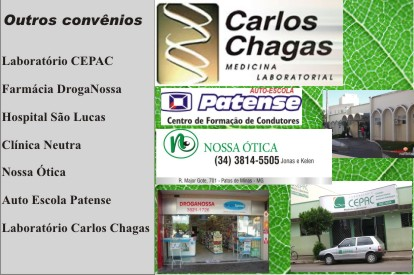 Outros convênios
Laboratório CEPAC
Farmácia DrogaNossa
Hospital São Lucas
Clínica Neutra
Nossa Ótica
Auto Escola Patense
Laboratório Carlos Chagas
Carlos
Chagas
MEDICINA
LABORATORIAL
AUTO-ESCOLA
Patense
Centro de Formação de Condutores
NOSSA ÓTICA
(34) 3814-5505 Jonas e Kelen
R. Major Gote, 781 - Patos de Minas - MG
DROGANOSSA
CEPAC